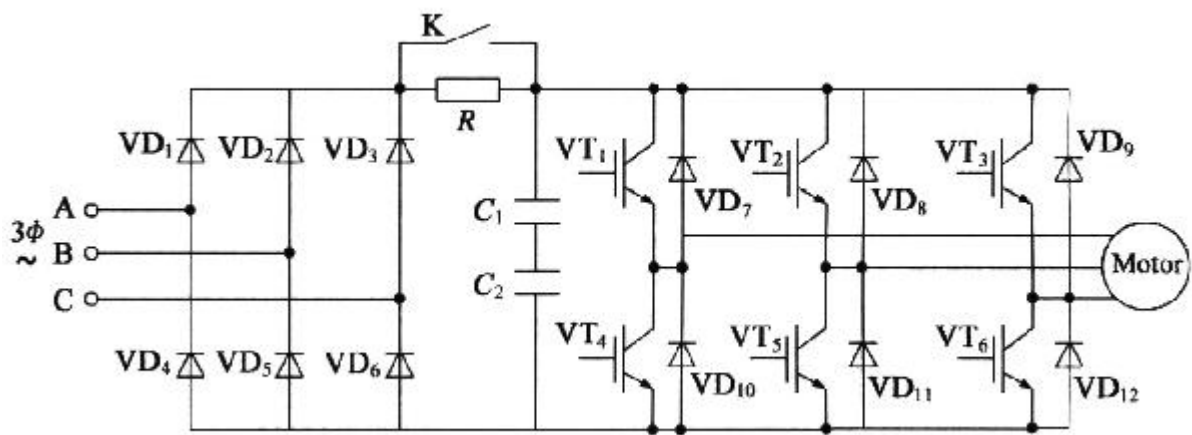 K
R
VD₁ VD₂ VD₃ VT₁ VT₂ VT₃ VD₉
VD₇ VD₈
A
3ϕ
~
B
C
C₁
C₂
Motor
VD₄ VD₅ VD₆ VT₄ VT₅ VT₆
VD₁₀ VD₁₁ VD₁₂